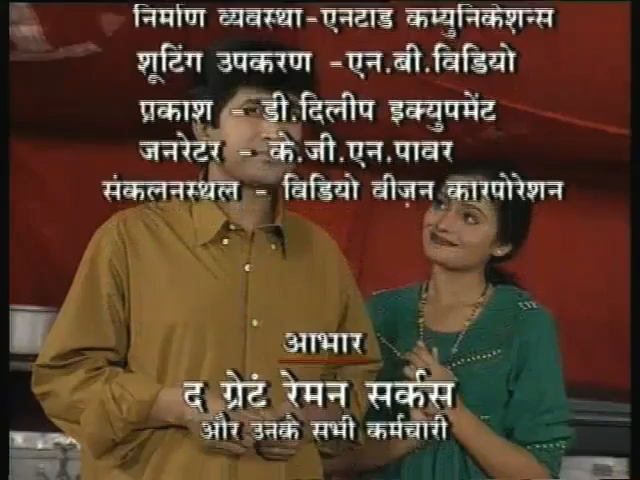 निर्माण व्यवस्था-एनटाड कम्युनिकेशन्स
शूटिंग उपकरण -एन.बी.विडियो
प्रकाश - डी.दिलीप इक्युपमेंट
जनरेटर - के.जी.एन.पावर
संकलनस्थल - विडियो वीज़न कारपोरेशन
आभार
द ग्रेट रेमन सर्कस
और उनके सभी कर्मचारी